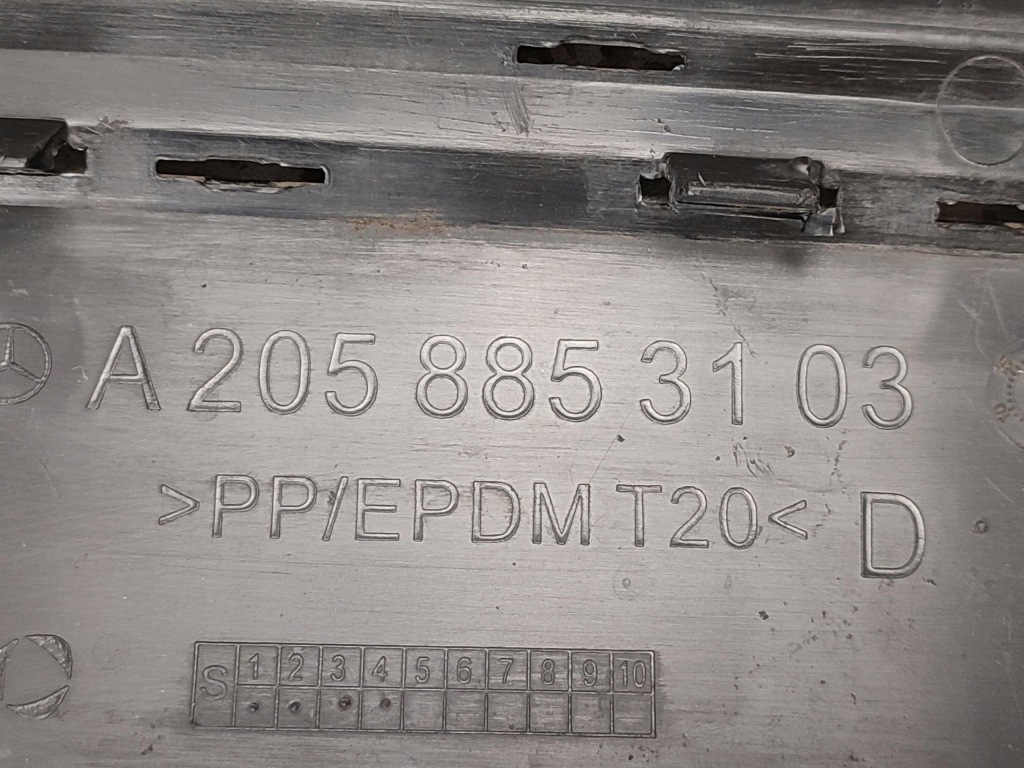 A 205 885 31 03
>PP/EPDM T20< D
S 1 2 3 4 5 6 7 8 9 10